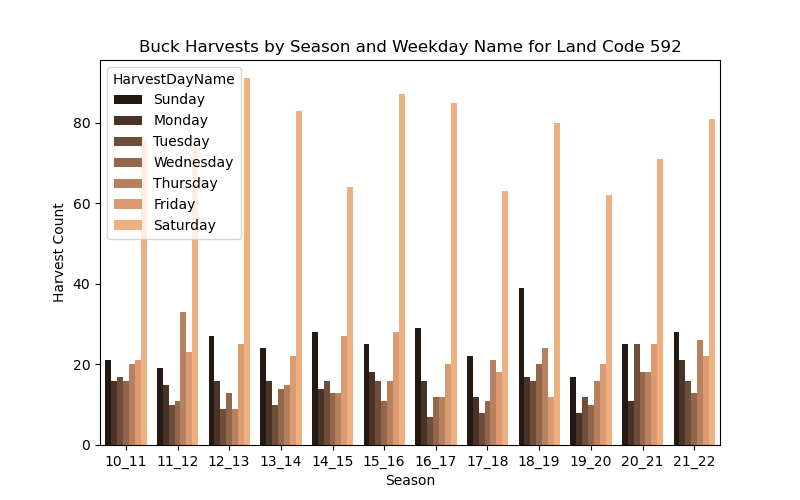 Buck Harvests by Season and Weekday Name for Land Code 592
HarvestDayName
Sunday
Monday
Tuesday
Wednesday
Thursday
Friday
Saturday
Harvest Count
80
60
40
20
0
10_11 11_12 12_13 13_14 14_15 15_16 16_17 17_18 18_19 19_20 20_21 21_22
Season